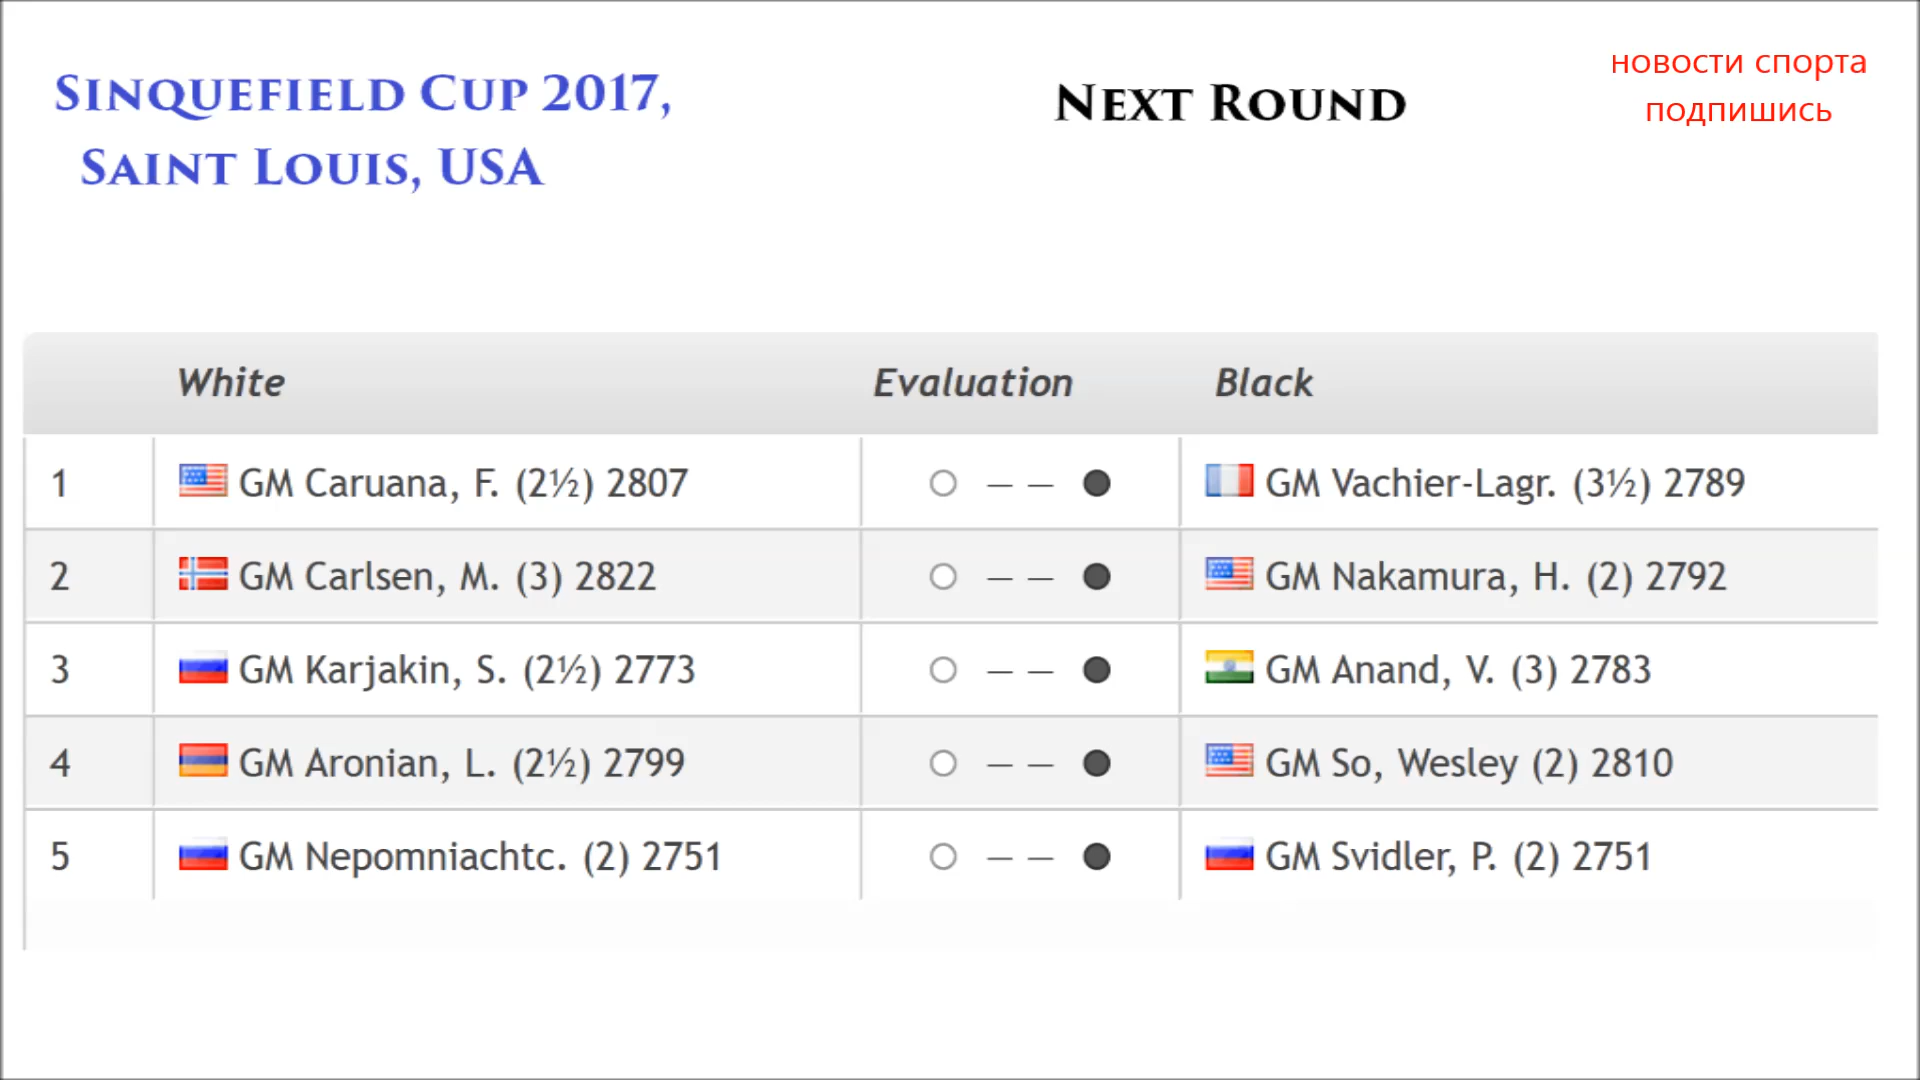 Sinquefield Cup 2017,
Saint Louis, USA
Next Round
новости спорта
подпишись
White Evaluation Black
1 GM Caruana, F. (2½) 2807 — — GM Vachier-Lagr. (3½) 2789
2 GM Carlsen, M. (3) 2822 — — GM Nakamura, H. (2) 2792
3 GM Karjakin, S. (2½) 2773 — — GM Anand, V. (3) 2783
4 GM Aronian, L. (2½) 2799 — — GM So, Wesley (2) 2810
5 GM Nepomniachtc. (2) 2751 — — GM Svidler, P. (2) 2751